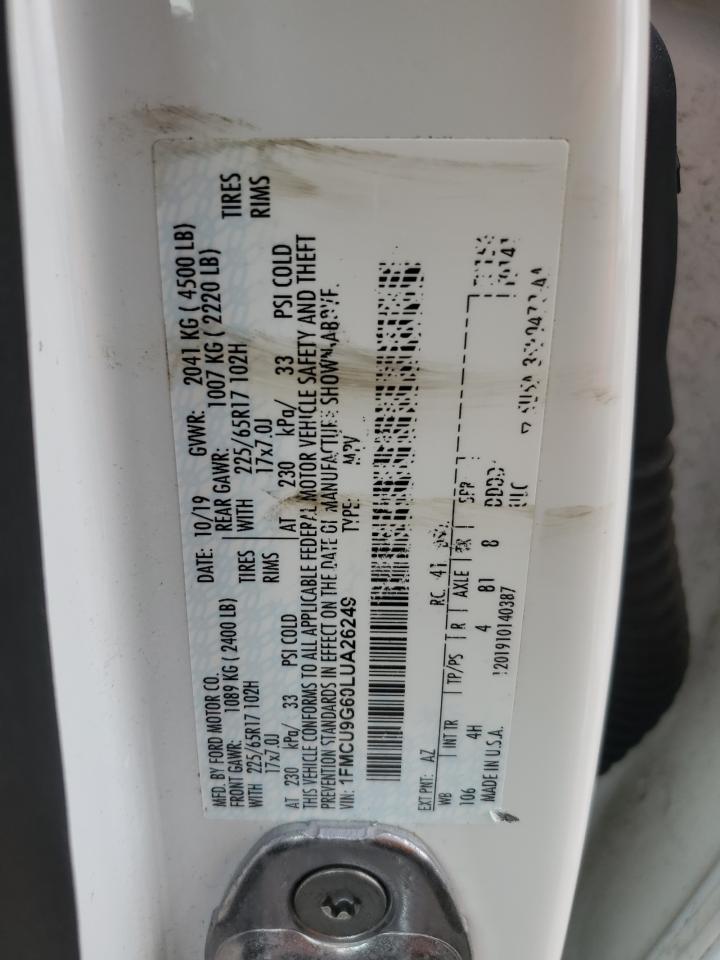 MFD. BY FORD MOTOR CO.
DATE: 10/19 GVWR: 2041 KG ( 4500 LB)
FRONT GAWR: 1089 KG (2400 LB) REAR GAWR: 1007 KG ( 2220 LB)
WITH 225/65R17 102H TIRES WITH 225/65R17 102H TIRES
17x7.0J RIMS 17x7.0J RIMS
AT 230 kPa/ 33 PSI COLD AT 230 kPa/ 33 PSI COLD
THIS VEHICLE CONFORMS TO ALL APPLICABLE FEDERAL MOTOR VEHICLE SAFETY AND THEFT
PREVENTION STANDARDS IN EFFECT ON THE DATE OF MANUFACTURE SHOWN ABOVE.
VIN: 1FMCU9G60LUA26249 TYPE: MPV
EXT PNT: AZ RC: 41
WB INT TR TP/PS R AXLE TR SPR
106 4H 4 81 8
MADE IN U.S.A. 1201910140387 ULC